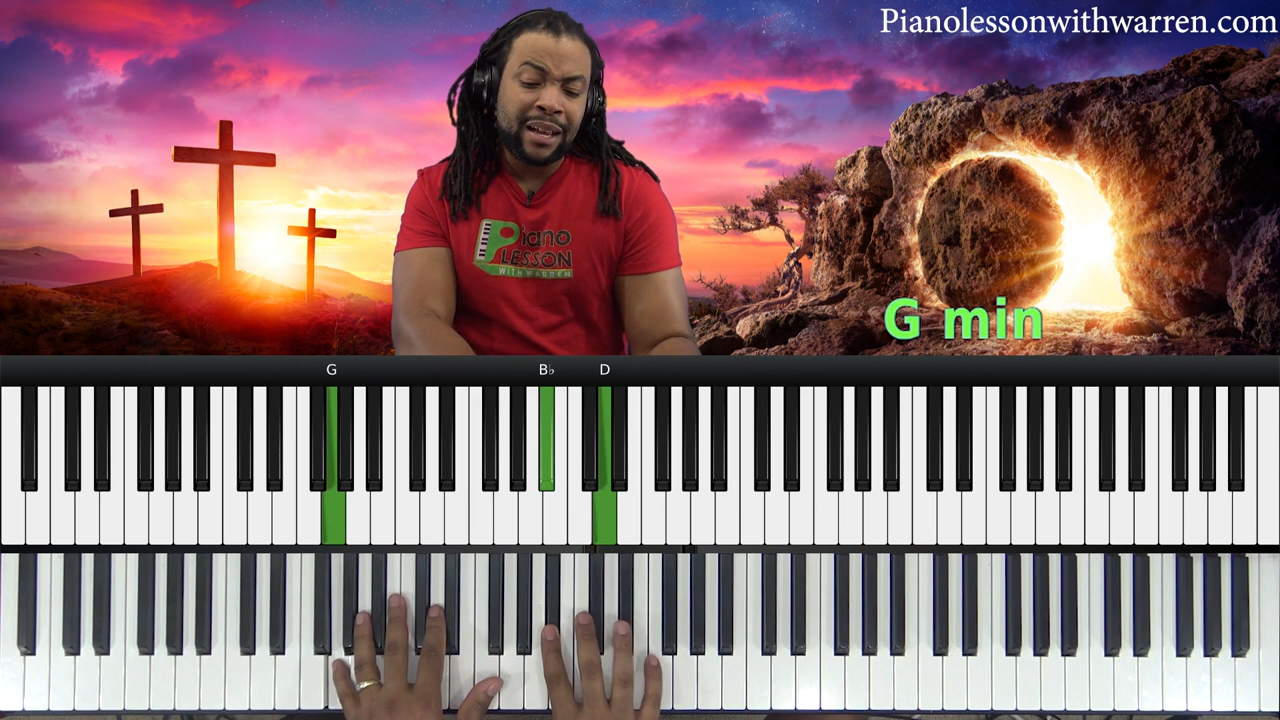 Pianolessonwithwarren.com
Piano
LESSON
WITH WARREN
G min
G B♭ D